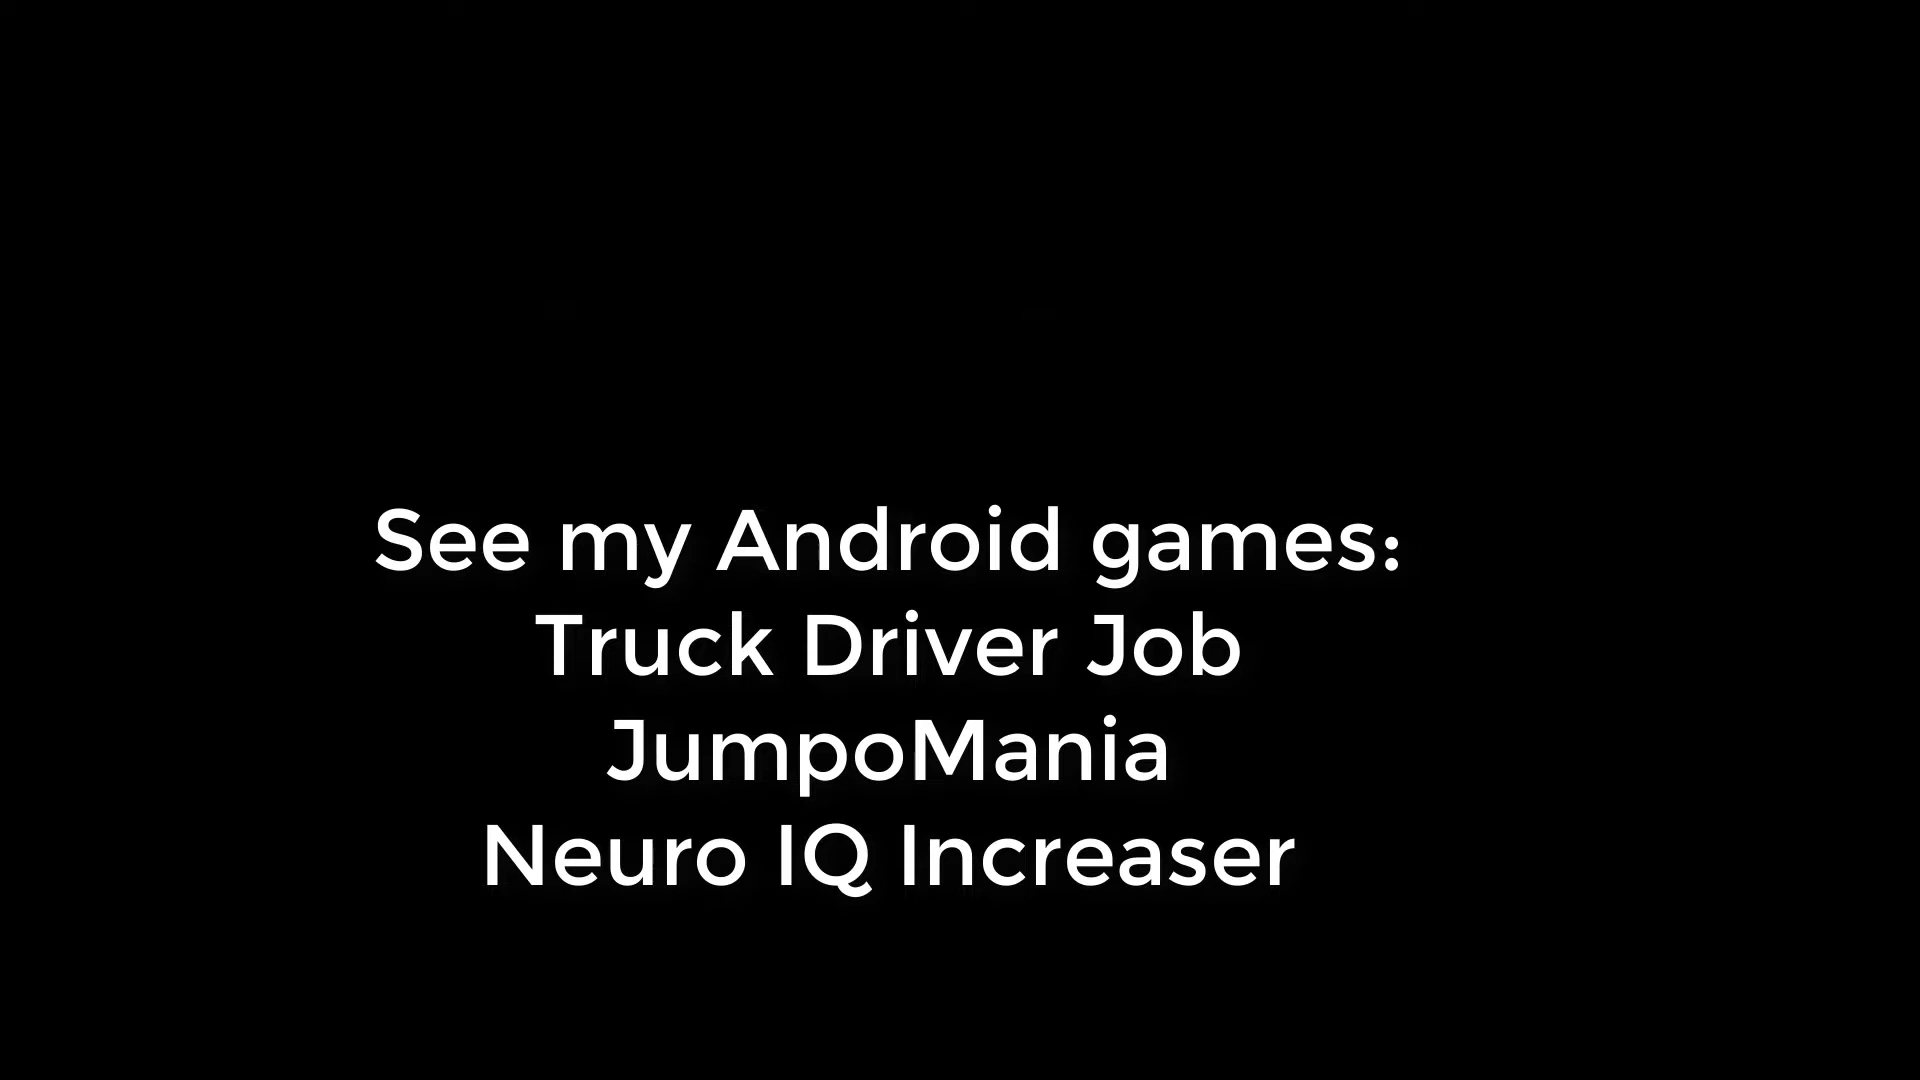 See my Android games:
Truck Driver Job
JumpoMania
Neuro IQ Increaser